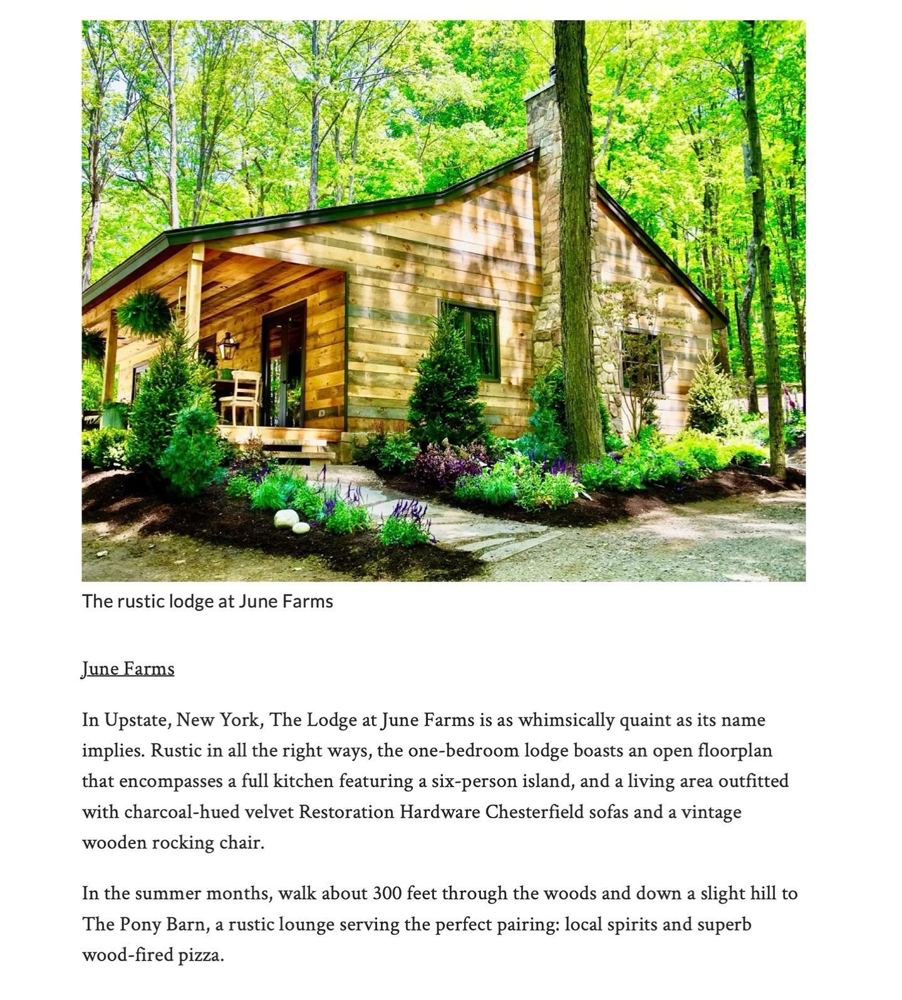 The rustic lodge at June Farms
June Farms
In Upstate, New York, The Lodge at June Farms is as whimsically quaint as its name
implies. Rustic in all the right ways, the one-bedroom lodge boasts an open floorplan
that encompasses a full kitchen featuring a six-person island, and a living area outfitted
with charcoal-hued velvet Restoration Hardware Chesterfield sofas and a vintage
wooden rocking chair.
In the summer months, walk about 300 feet through the woods and down a slight hill to
The Pony Barn, a rustic lounge serving the perfect pairing: local spirits and superb
wood-fired pizza.